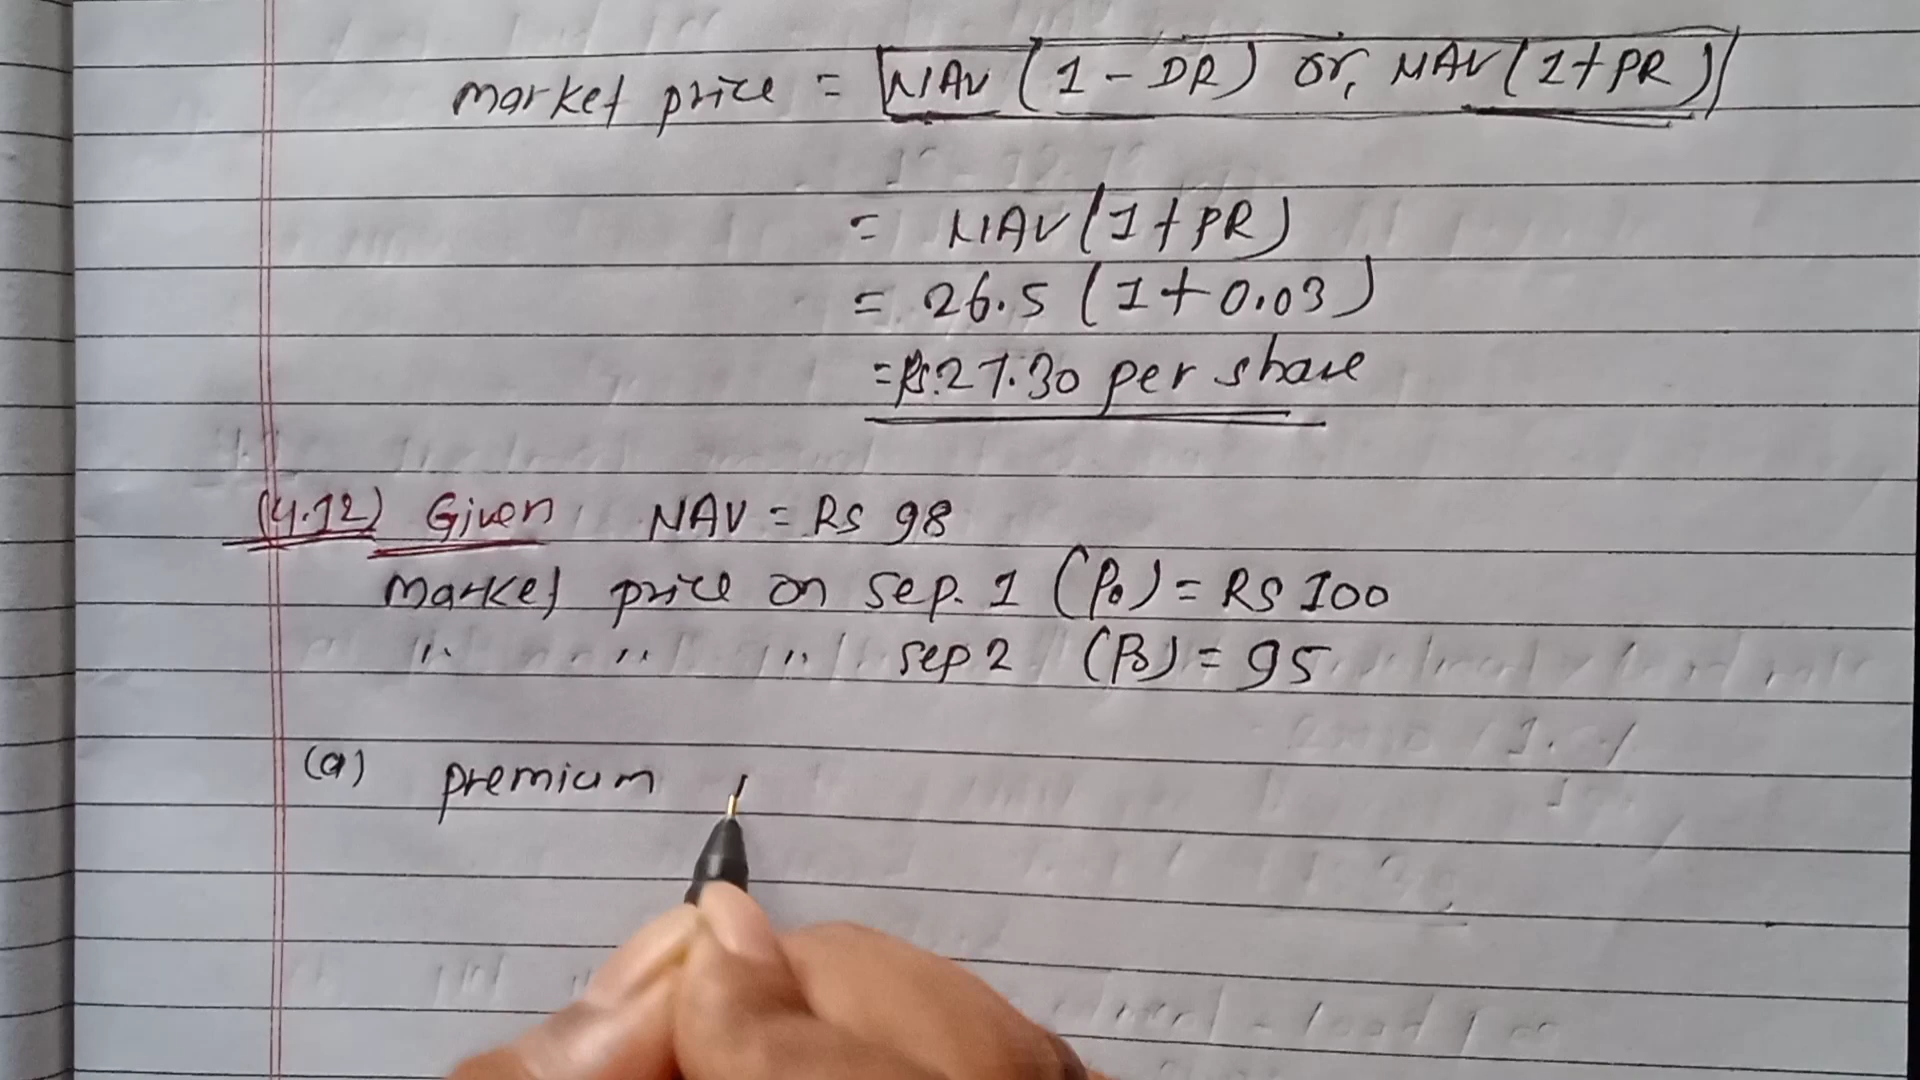 market price = NAV (1 - DR) or, NAV (1 + PR)
= NAV (1 + PR)
= 26.5 (1 + 0.03)
= Rs. 27.30 per share
(4.12) Given NAV = Rs 98
Market price on sep. 1 (P₀) = RS 100
" " " sep 2 (P₀) = 95
(a) premium